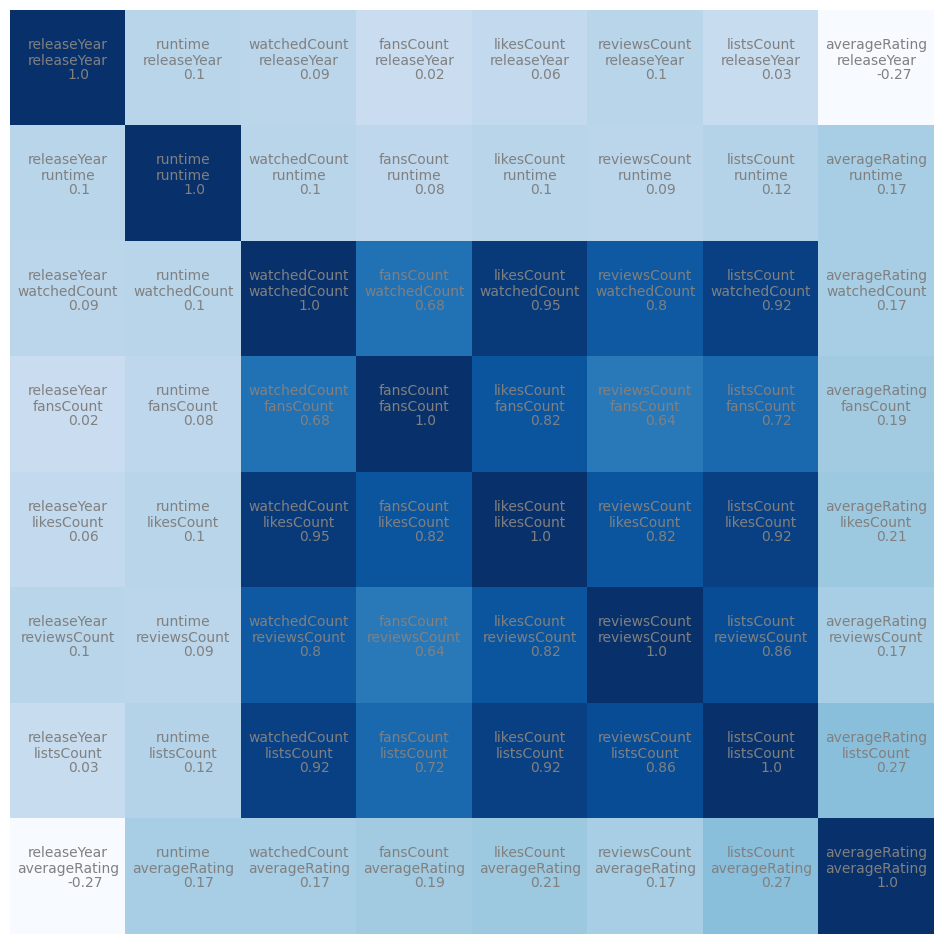 releaseYear
releaseYear
1.0
runtime
releaseYear
0.1
watchedCount
releaseYear
0.09
fansCount
releaseYear
0.02
likesCount
releaseYear
0.06
reviewsCount
releaseYear
0.1
listsCount
releaseYear
0.03
averageRating
releaseYear
-0.27
releaseYear
runtime
0.1
runtime
runtime
1.0
watchedCount
runtime
0.1
fansCount
runtime
0.08
likesCount
runtime
0.1
reviewsCount
runtime
0.09
listsCount
runtime
0.12
averageRating
runtime
0.17
releaseYear
watchedCount
0.09
runtime
watchedCount
0.1
watchedCount
watchedCount
1.0
fansCount
watchedCount
0.68
likesCount
watchedCount
0.95
reviewsCount
watchedCount
0.8
listsCount
watchedCount
0.92
averageRating
watchedCount
0.17
releaseYear
fansCount
0.02
runtime
fansCount
0.08
watchedCount
fansCount
0.68
fansCount
fansCount
1.0
likesCount
fansCount
0.82
reviewsCount
fansCount
0.64
listsCount
fansCount
0.72
averageRating
fansCount
0.19
releaseYear
likesCount
0.06
runtime
likesCount
0.1
watchedCount
likesCount
0.95
fansCount
likesCount
0.82
likesCount
likesCount
1.0
reviewsCount
likesCount
0.82
listsCount
likesCount
0.92
averageRating
likesCount
0.21
releaseYear
reviewsCount
0.1
runtime
reviewsCount
0.09
watchedCount
reviewsCount
0.8
fansCount
reviewsCount
0.64
likesCount
reviewsCount
0.82
reviewsCount
reviewsCount
1.0
listsCount
reviewsCount
0.86
averageRating
reviewsCount
0.17
releaseYear
listsCount
0.03
runtime
listsCount
0.12
watchedCount
listsCount
0.92
fansCount
listsCount
0.72
likesCount
listsCount
0.92
reviewsCount
listsCount
0.86
listsCount
listsCount
1.0
averageRating
listsCount
0.27
releaseYear
averageRating
-0.27
runtime
averageRating
0.17
watchedCount
averageRating
0.17
fansCount
averageRating
0.19
likesCount
averageRating
0.21
reviewsCount
averageRating
0.17
listsCount
averageRating
0.27
averageRating
averageRating
1.0